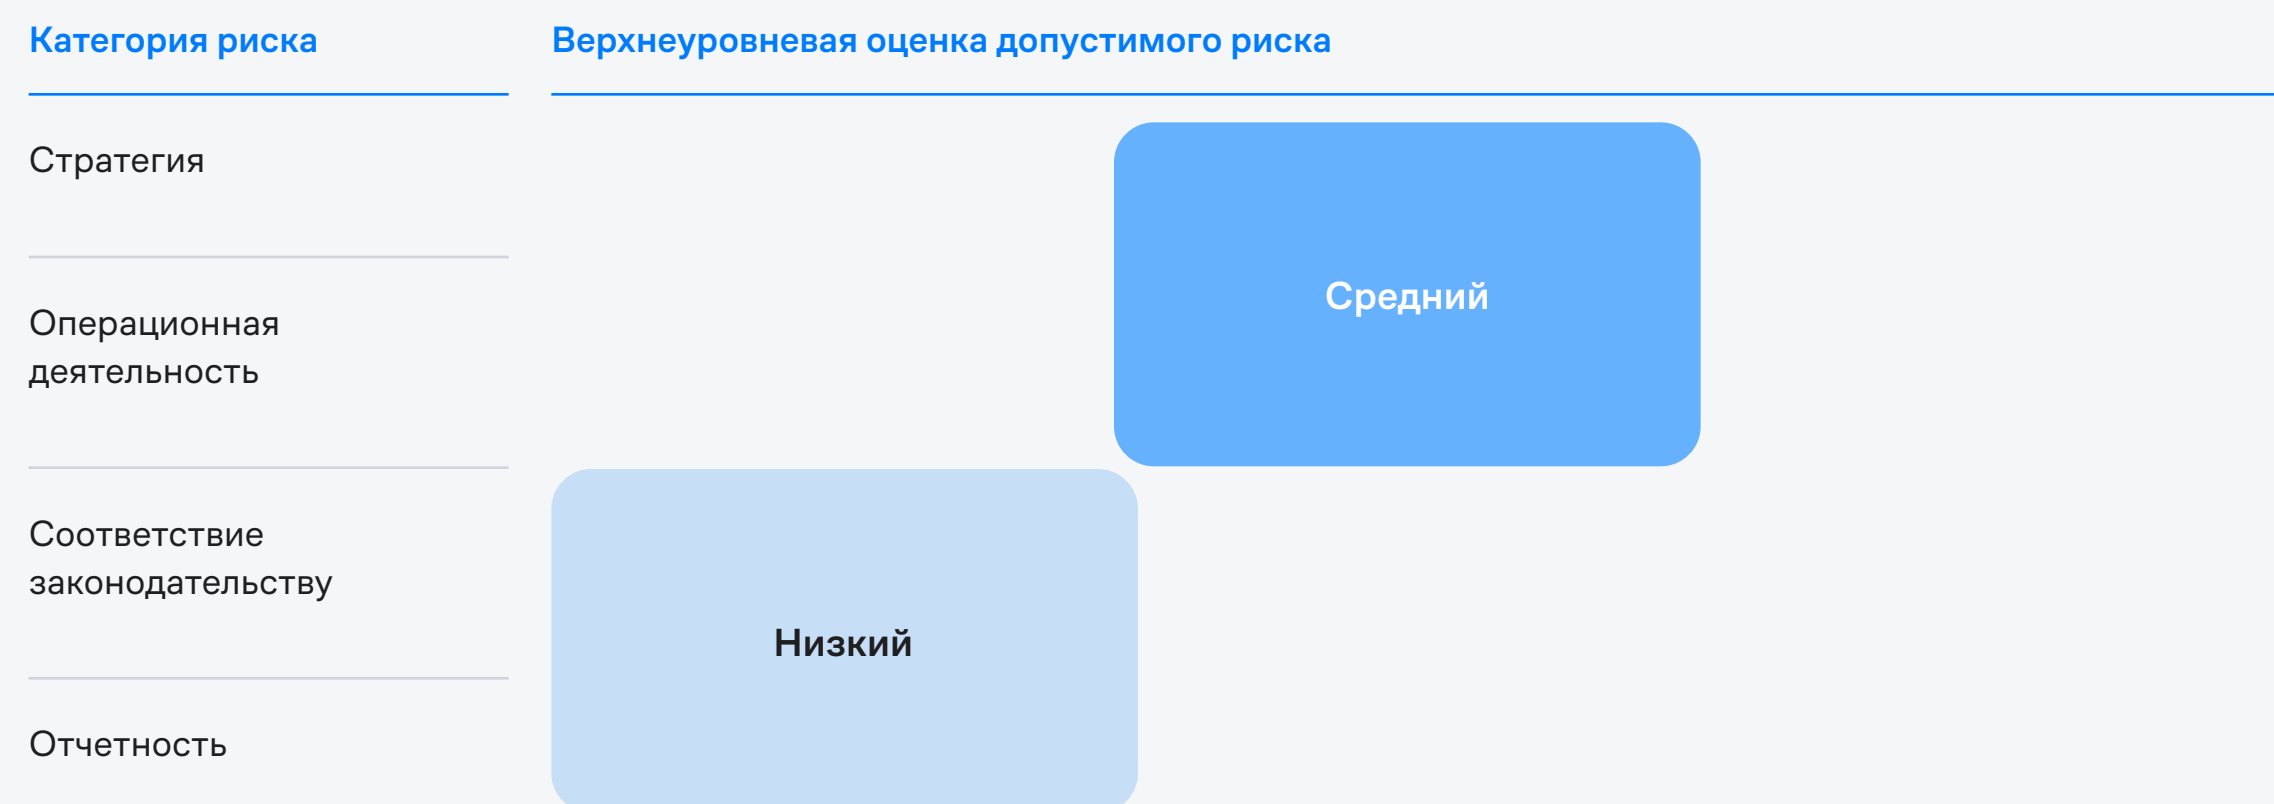 Категория риска
Верхнеуровневая оценка допустимого риска
Стратегия
Средний
Операционная
деятельность
Соответствие
законодательству
Низкий
Отчетность